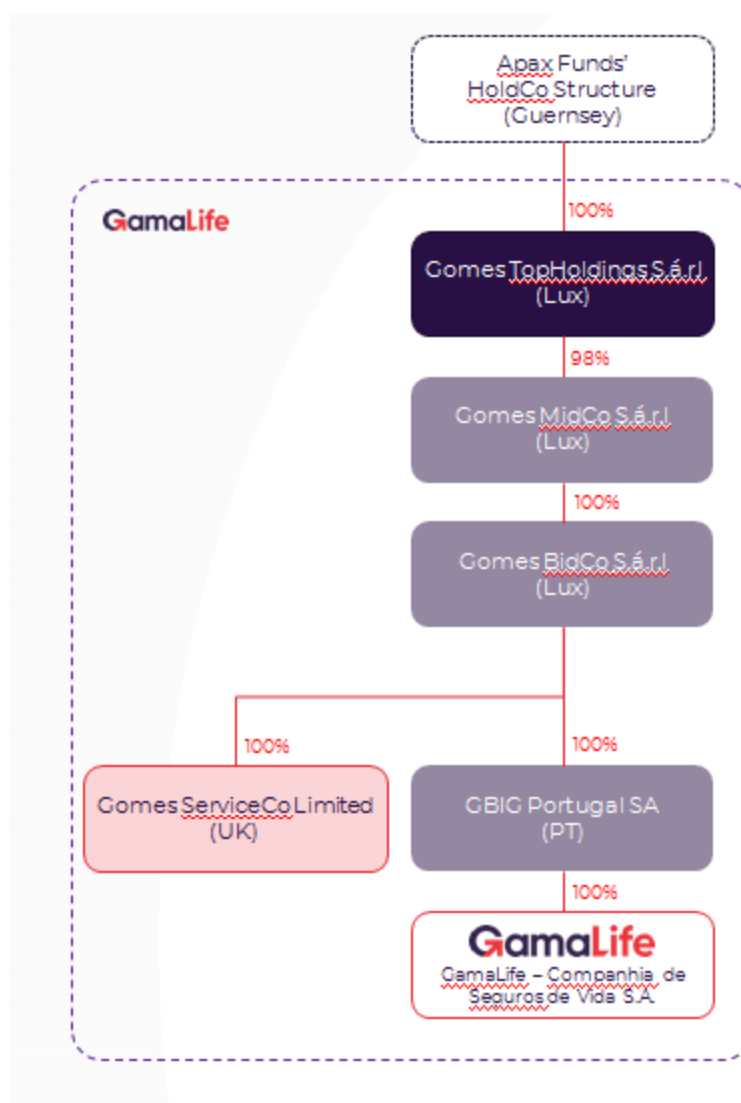 Apax Funds'
HoldCo Structure
(Guernsey)
100%
GamaLife
Gomes TopHoldings S.á.r.l
(Lux)
98%
Gomes MidCo S.á.r.l
(Lux)
100%
Gomes BidCo S.á.r.l
(Lux)
100%
100%
Gomes ServiceCo Limited
(UK)
GBIG Portugal SA
(PT)
100%
GamaLife
GamaLife – Companhia de
Seguros de Vida S.A.